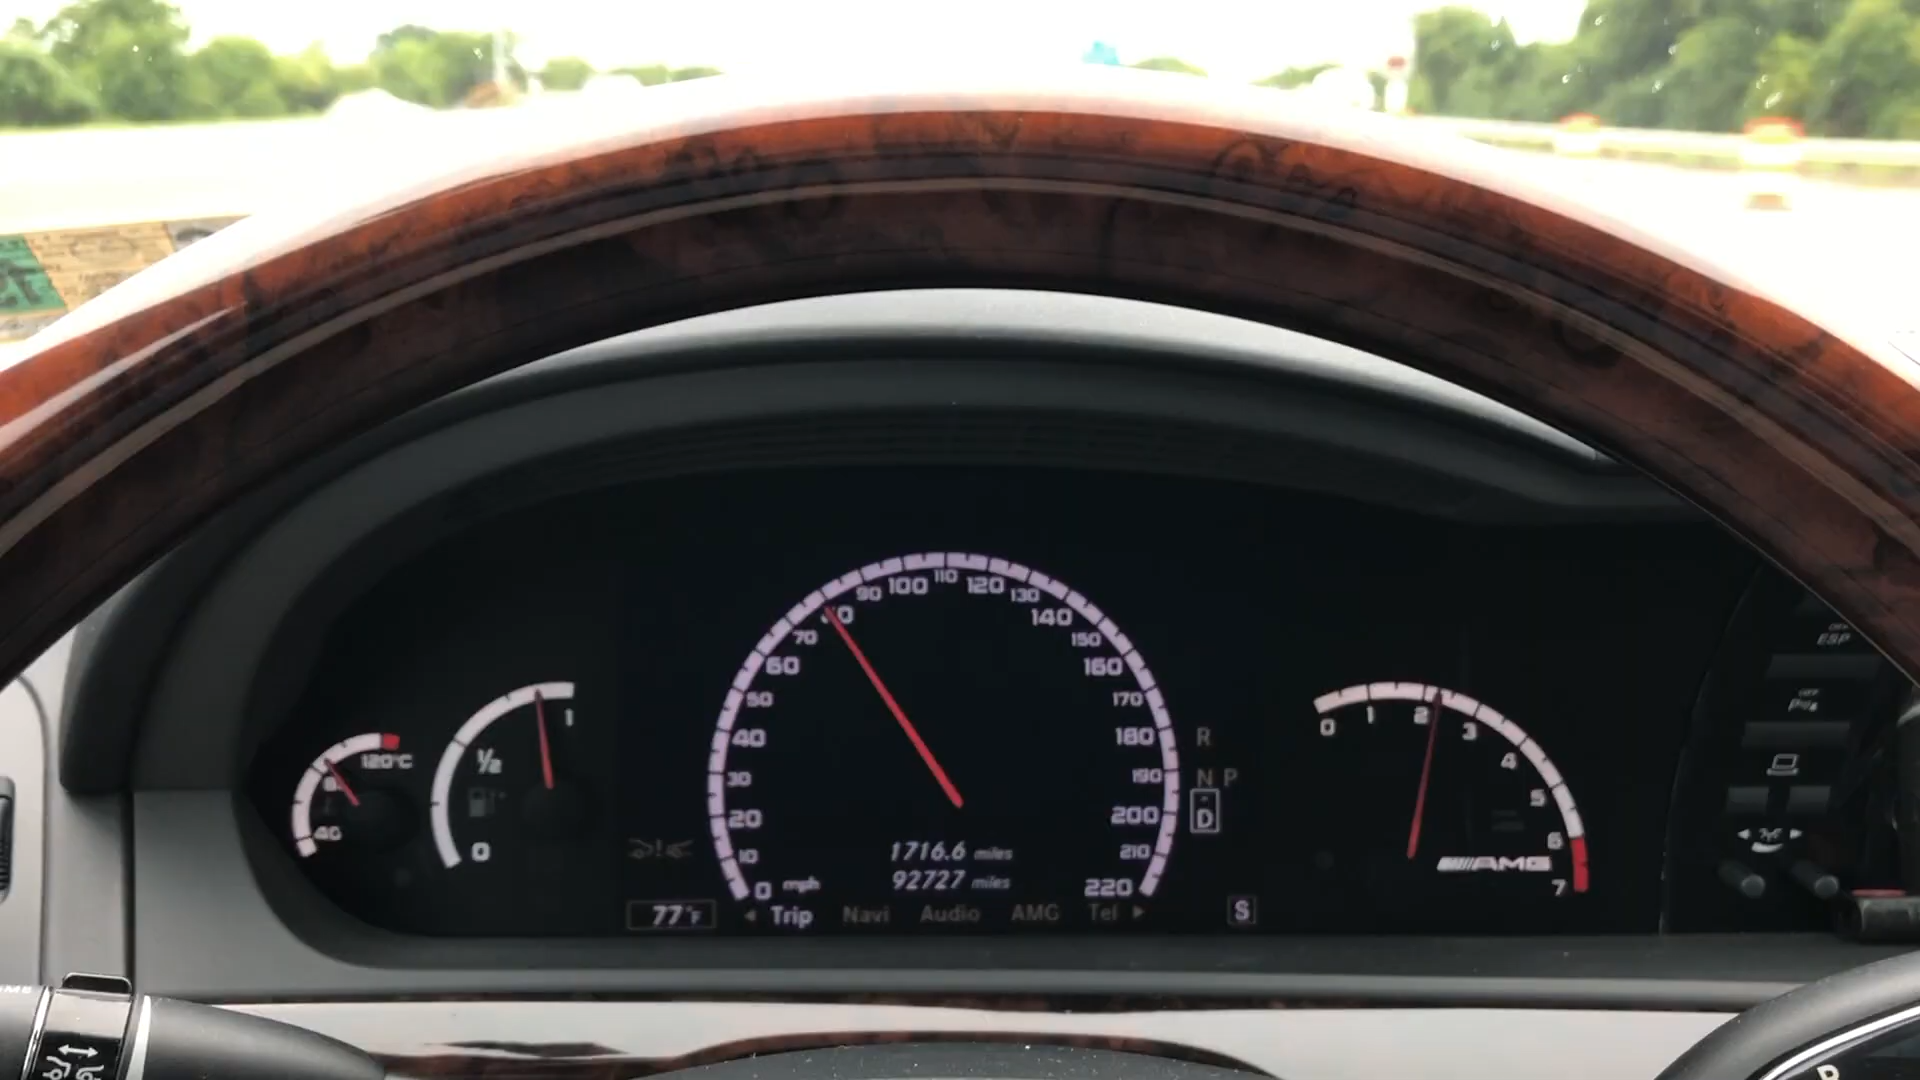 OFF
ESP
OFF
120°C
40
1/2
1
0
0 mph
10
20
30
40
50
60
70
90
100
110
120
130
140
150
160
170
180
190
200
210
220
1716.6 miles
92727 miles
77°F
Trip Navi Audio AMG Tel
R
N P
D
S
0
1
2
3
4
5
6
7
AMG